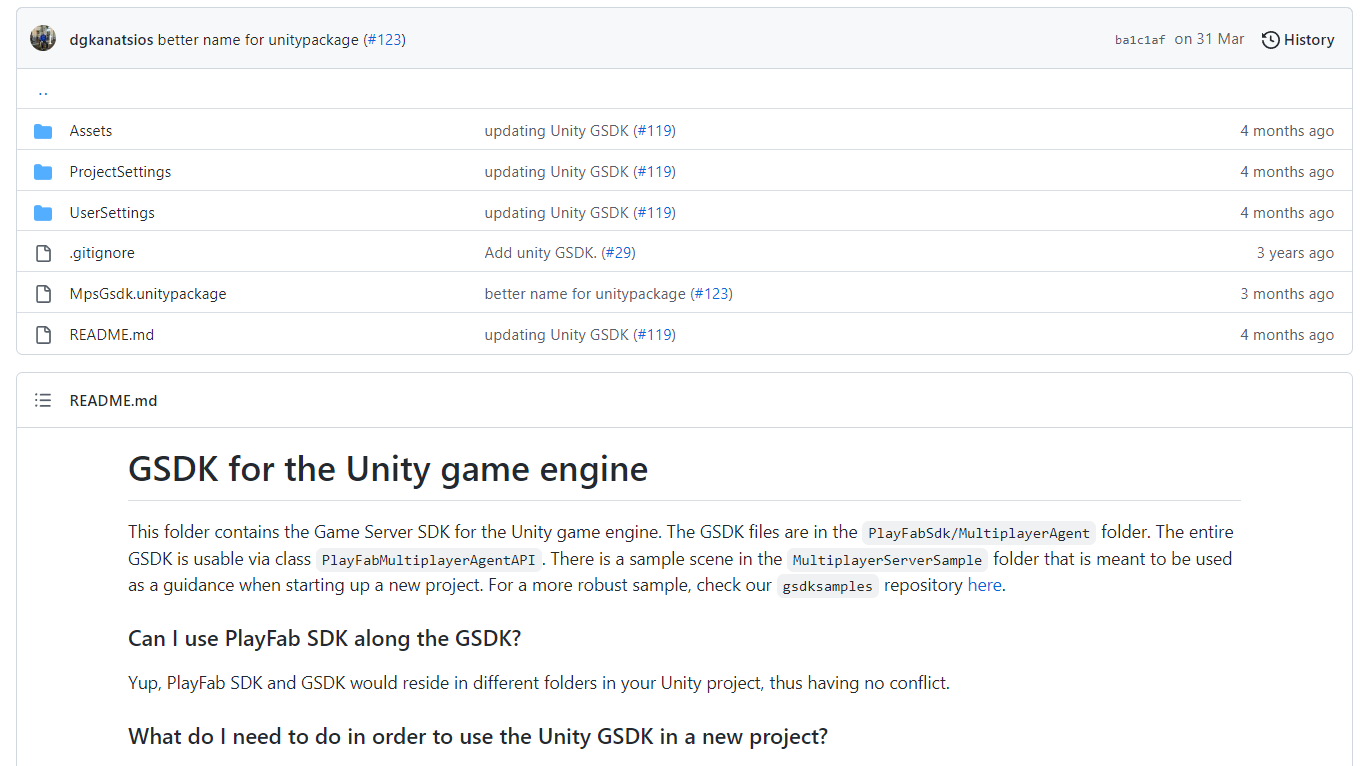 dgkanatsios better name for unitypackage (#123) ba1c1af on 31 Mar History
..
Assets updating Unity GSDK (#119) 4 months ago
ProjectSettings updating Unity GSDK (#119) 4 months ago
UserSettings updating Unity GSDK (#119) 4 months ago
.gitignore Add unity GSDK. (#29) 3 years ago
MpsGsdk.unitypackage better name for unitypackage (#123) 3 months ago
README.md updating Unity GSDK (#119) 4 months ago
README.md
GSDK for the Unity game engine
This folder contains the Game Server SDK for the Unity game engine. The GSDK files are in the PlayFabSdk/MultiplayerAgent folder. The entire
GSDK is usable via class PlayFabMultiplayerAgentAPI. There is a sample scene in the MultiplayerServerSample folder that is meant to be used
as a guidance when starting up a new project. For a more robust sample, check our gsdksamples repository here.
Can I use PlayFab SDK along the GSDK?
Yup, PlayFab SDK and GSDK would reside in different folders in your Unity project, thus having no conflict.
What do I need to do in order to use the Unity GSDK in a new project?